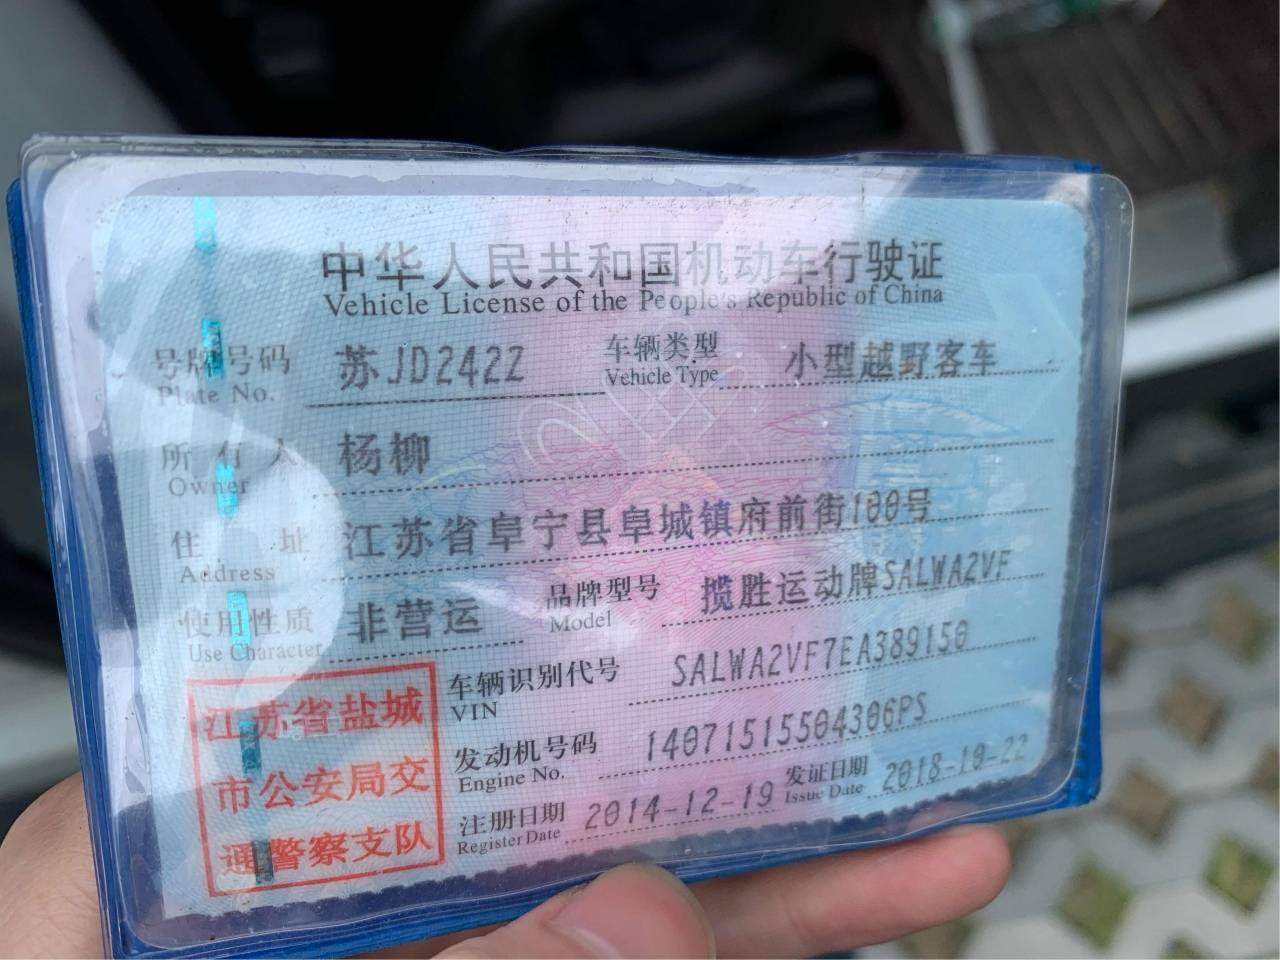 中华人民共和国机动车行驶证
Vehicle License of the People's Republic of China
号牌号码 苏JD242Z 车辆类型 小型越野客车
Plate No. Vehicle Type
所有人 杨柳
Owner
住址 江苏省阜宁县阜城镇府前街100号
Address
使用性质 非营运 品牌型号 揽胜运动牌SALWA2VF
Use Character Model
车辆识别代号 SALWA2VF7EA389150
VIN
发动机号码 14071515504306PS
Engine No.
注册日期 2014-12-19 发证日期 2018-10-22
Register Date Issue Date
江苏省盐城
市公安局交
通警察支队